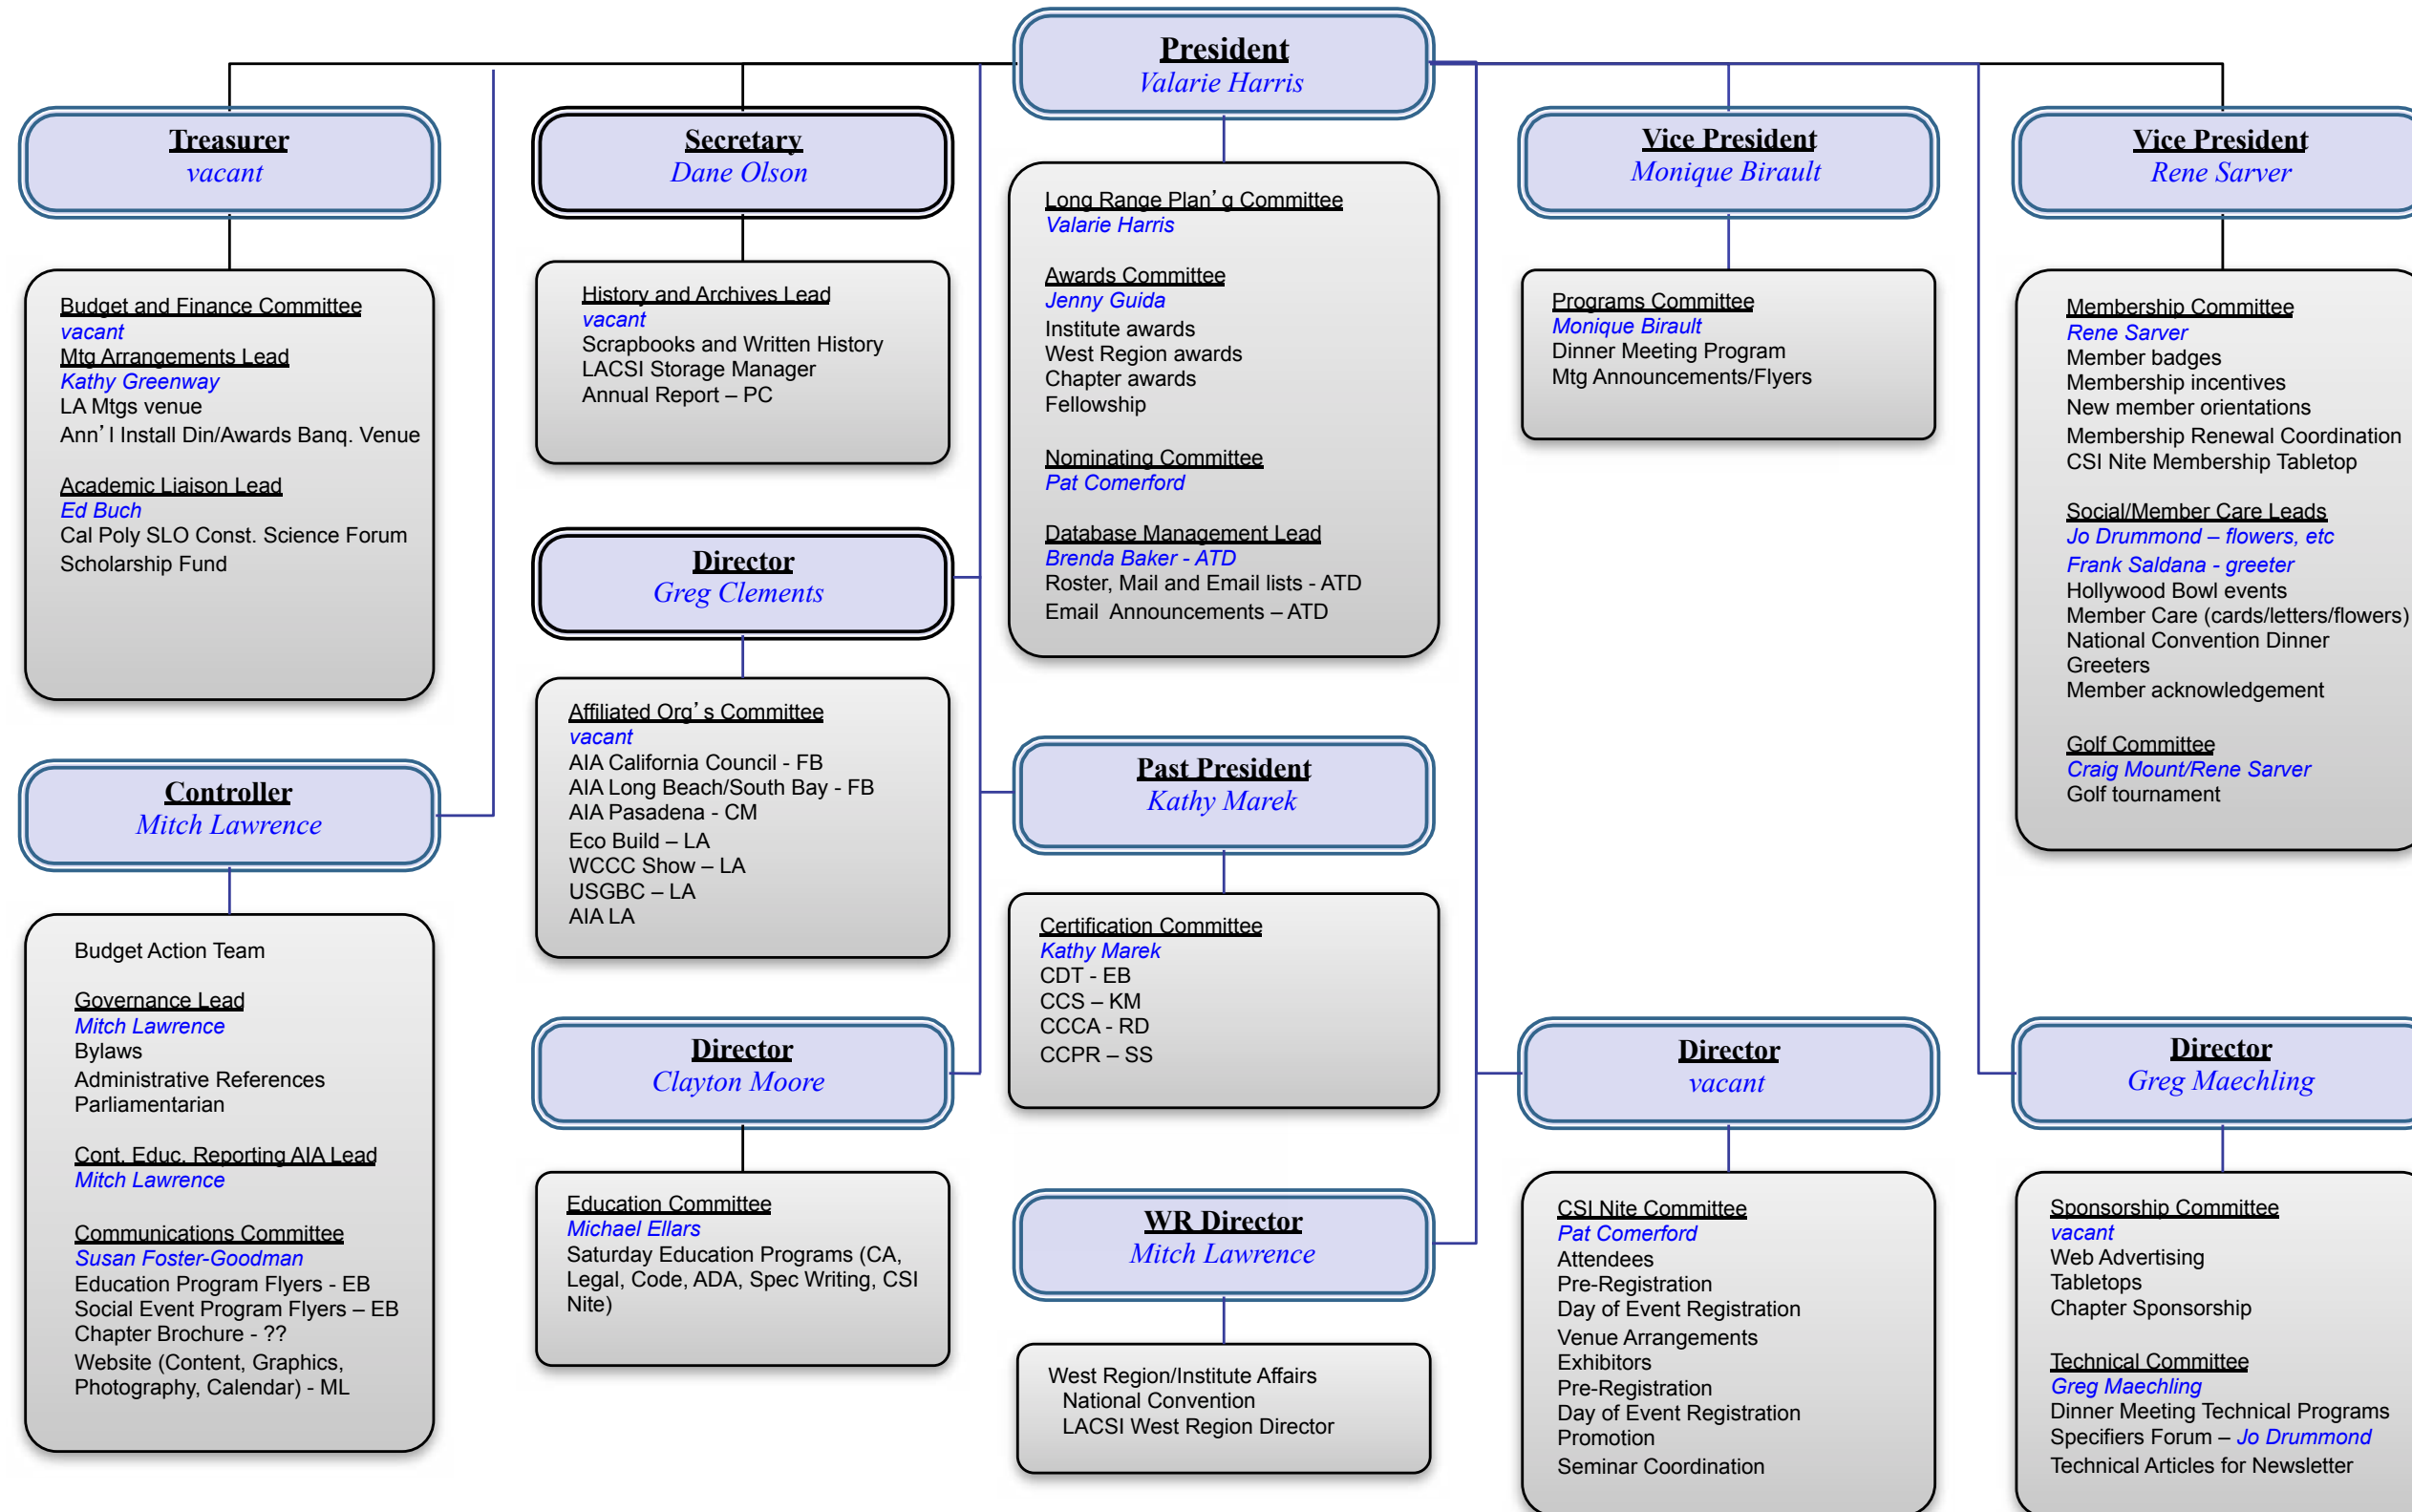 President
Valarie Harris
Treasurer
vacant
Secretary
Dane Olson
Vice President
Monique Birault
Vice President
Rene Sarver
Budget and Finance Committee
vacant
Mtg Arrangements Lead
Kathy Greenway
LA Mtgs venue
Ann’l Install Din/Awards Banq. Venue
Academic Liaison Lead
Ed Buch
Cal Poly SLO Const. Science Forum
Scholarship Fund
History and Archives Lead
vacant
Scrapbooks and Written History
LACSI Storage Manager
Annual Report – PC
Long Range Plan’g Committee
Valarie Harris
Awards Committee
Jenny Guida
Institute awards
West Region awards
Chapter awards
Fellowship
Nominating Committee
Pat Comerford
Database Management Lead
Brenda Baker - ATD
Roster, Mail and Email lists - ATD
Email Announcements – ATD
Programs Committee
Monique Birault
Dinner Meeting Program
Mtg Announcements/Flyers
Membership Committee
Rene Sarver
Member badges
Membership incentives
New member orientations
Membership Renewal Coordination
CSI Nite Membership Tabletop
Social/Member Care Leads
Jo Drummond – flowers, etc
Frank Saldana - greeter
Hollywood Bowl events
Member Care (cards/letters/flowers)
National Convention Dinner
Greeters
Member acknowledgement
Golf Committee
Craig Mount/Rene Sarver
Golf tournament
Director
Greg Clements
Affiliated Org’s Committee
vacant
AIA California Council - FB
AIA Long Beach/South Bay - FB
AIA Pasadena - CM
Eco Build – LA
WCCC Show – LA
USGBC – LA
AIA LA
Controller
Mitch Lawrence
Past President
Kathy Marek
Budget Action Team
Governance Lead
Mitch Lawrence
Bylaws
Administrative References
Parliamentarian
Cont. Educ. Reporting AIA Lead
Mitch Lawrence
Communications Committee
Susan Foster-Goodman
Education Program Flyers - EB
Social Event Program Flyers – EB
Chapter Brochure - ??
Website (Content, Graphics,
Photography, Calendar) - ML
Certification Committee
Kathy Marek
CDT - EB
CCS – KM
CCCA - RD
CCPR – SS
Director
Clayton Moore
Education Committee
Michael Ellars
Saturday Education Programs (CA,
Legal, Code, ADA, Spec Writing, CSI
Nite)
WR Director
Mitch Lawrence
West Region/Institute Affairs
National Convention
LACSI West Region Director
Director
vacant
CSI Nite Committee
Pat Comerford
Attendees
Pre-Registration
Day of Event Registration
Venue Arrangements
Exhibitors
Pre-Registration
Day of Event Registration
Promotion
Seminar Coordination
Director
Greg Maechling
Sponsorship Committee
vacant
Web Advertising
Tabletops
Chapter Sponsorship
Technical Committee
Greg Maechling
Dinner Meeting Technical Programs
Specifiers Forum – Jo Drummond
Technical Articles for Newsletter